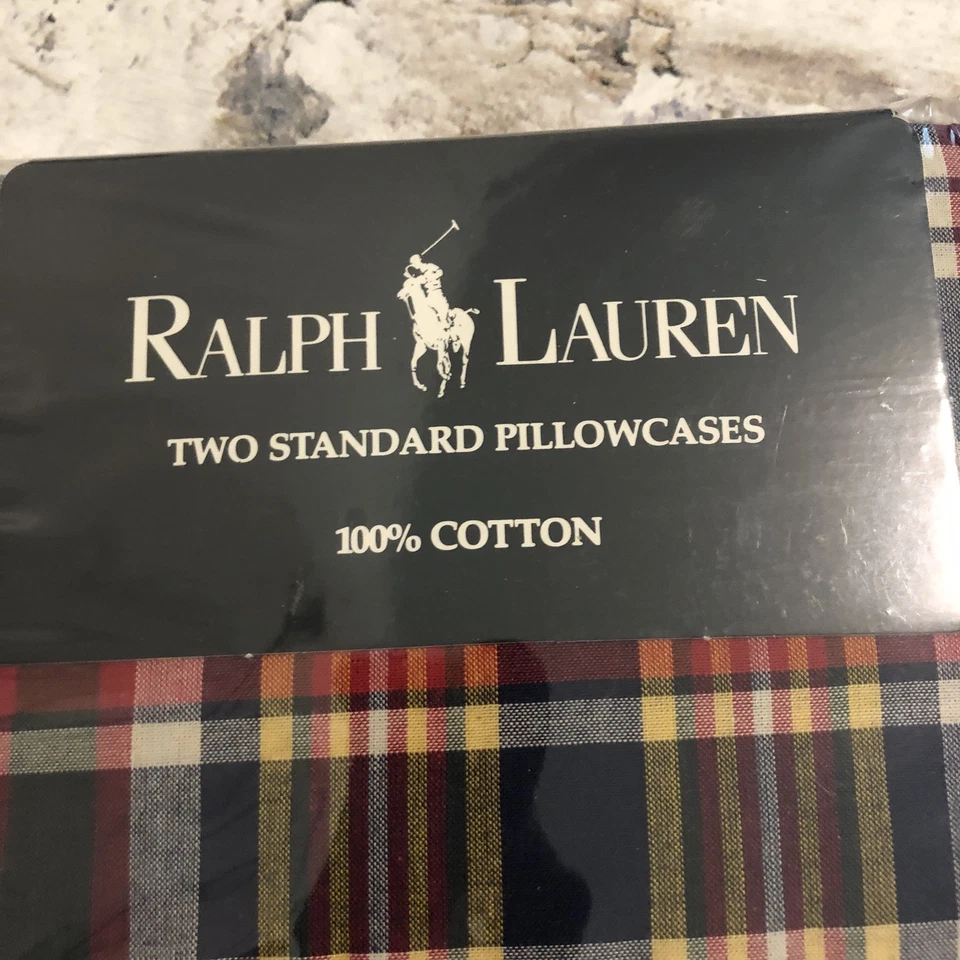 RALPH LAUREN
TWO STANDARD PILLOWCASES
100% COTTON